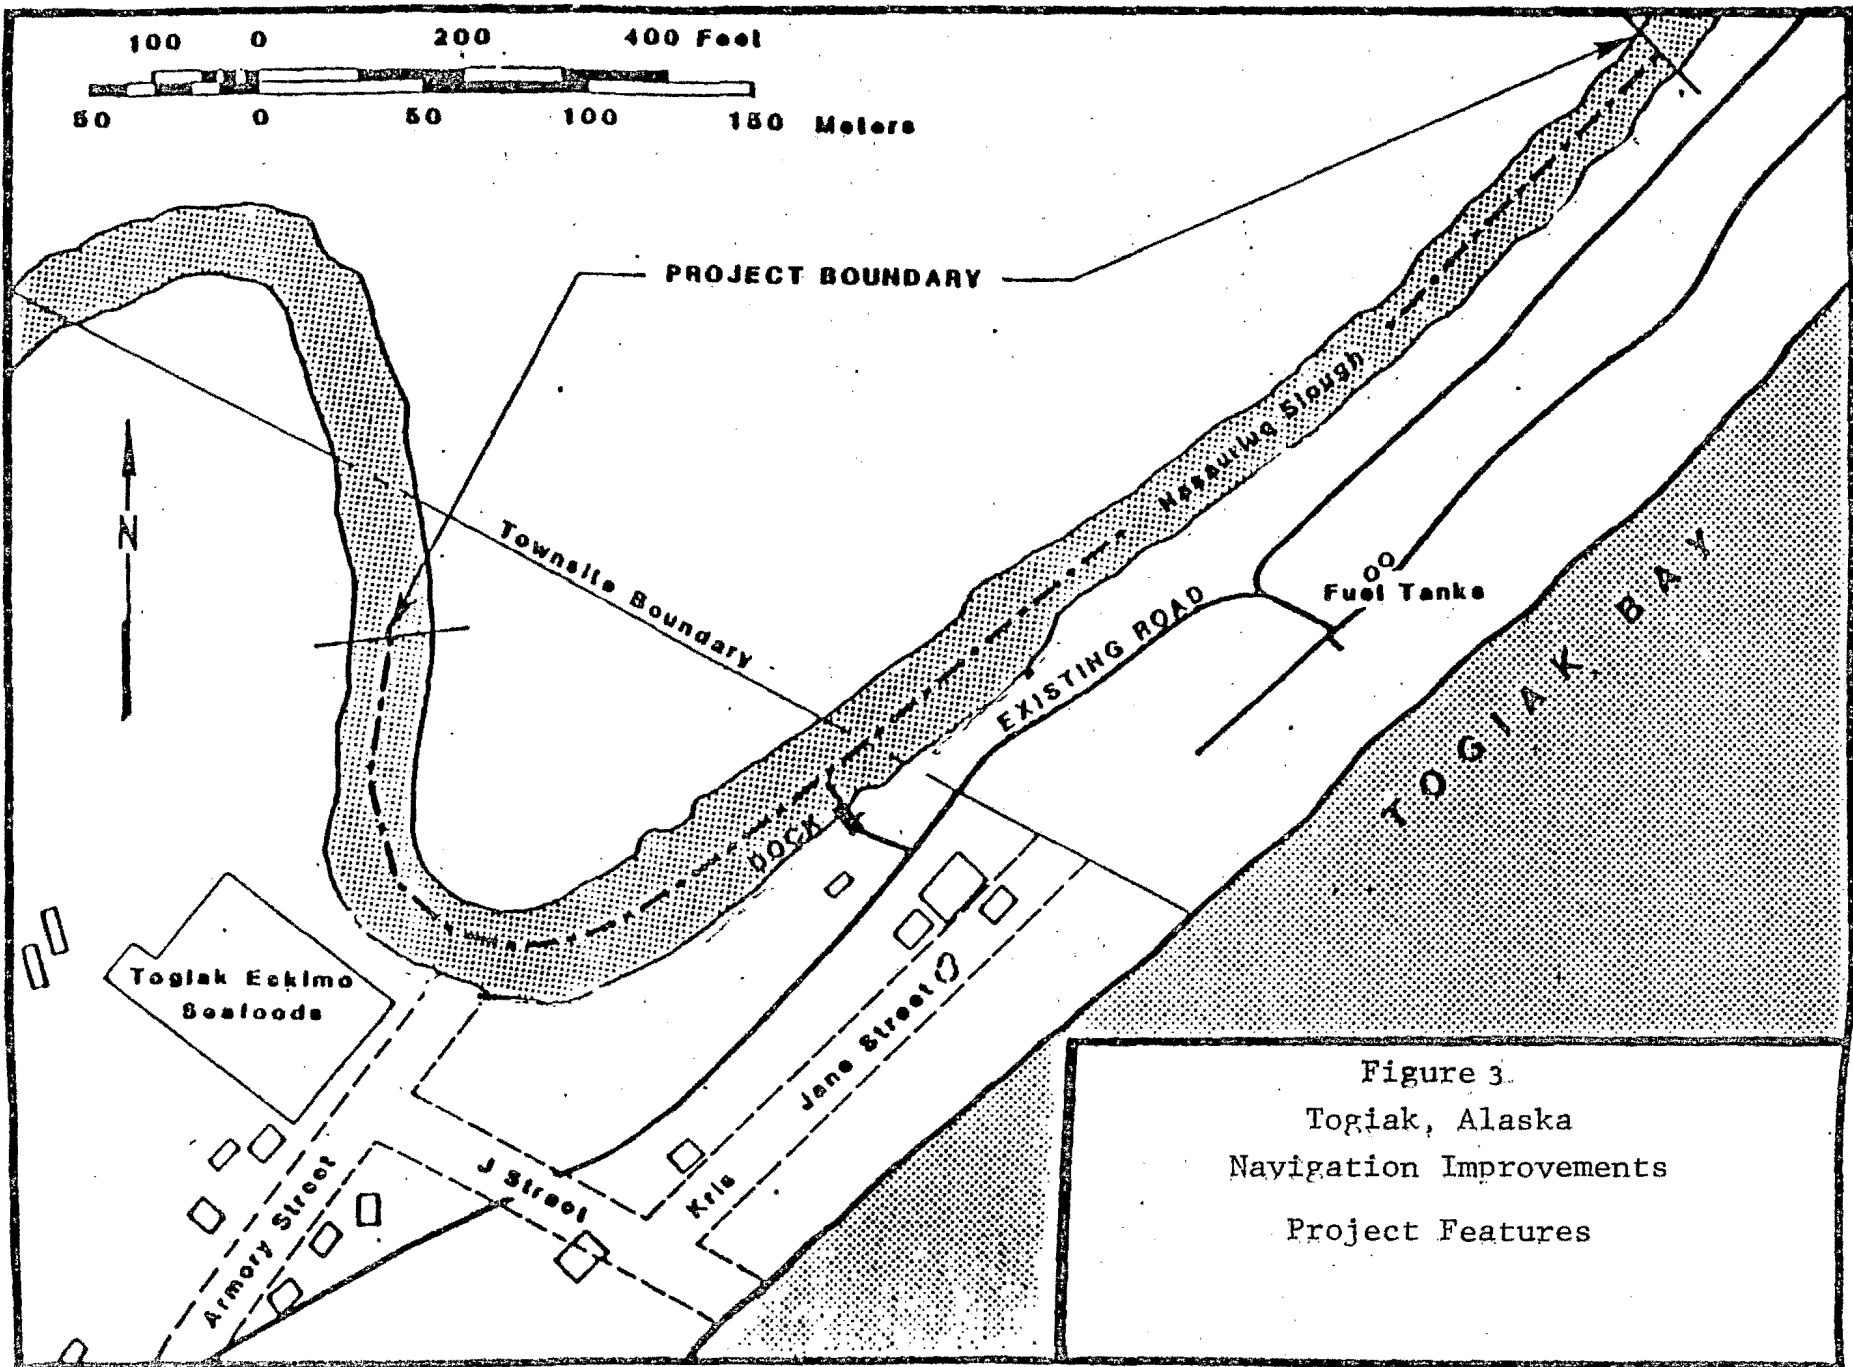 100 0 200 400 Feet
50 0 50 100 150 Meters
PROJECT BOUNDARY
N
Townsite Boundary
Slough
EXISTING ROAD
Fuel Tanks
TOGIAK BAY
DOCK
Togiak Eskimo
Seafoods
Jane Street
Kris
J Street
Armory Street
Figure 3.
Togiak, Alaska
Navigation Improvements
Project Features